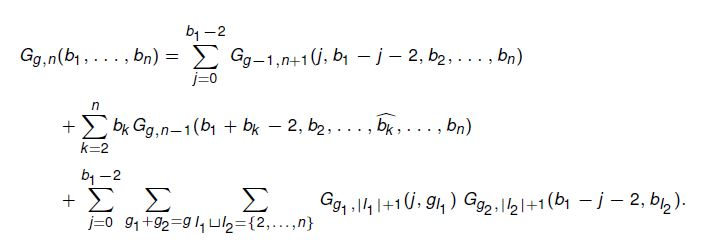 G_{g,n}(b_1, . . . , b_n) = \sum_{j=0}^{b_1-2} G_{g-1,n+1}(j, b_1 - j - 2, b_2, . . . , b_n)
+ \sum_{k=2}^{n} b_k G_{g,n-1}(b_1 + b_k - 2, b_2, . . . , \widehat{b_k}, . . . , b_n)
+ \sum_{j=0}^{b_1-2} \sum_{g_1+g_2=g} \sum_{I_1 \sqcup I_2=\{2,...,n\}} G_{g_1,|I_1|+1}(j, g_{I_1}) G_{g_2,|I_2|+1}(b_1 - j - 2, b_{I_2}).